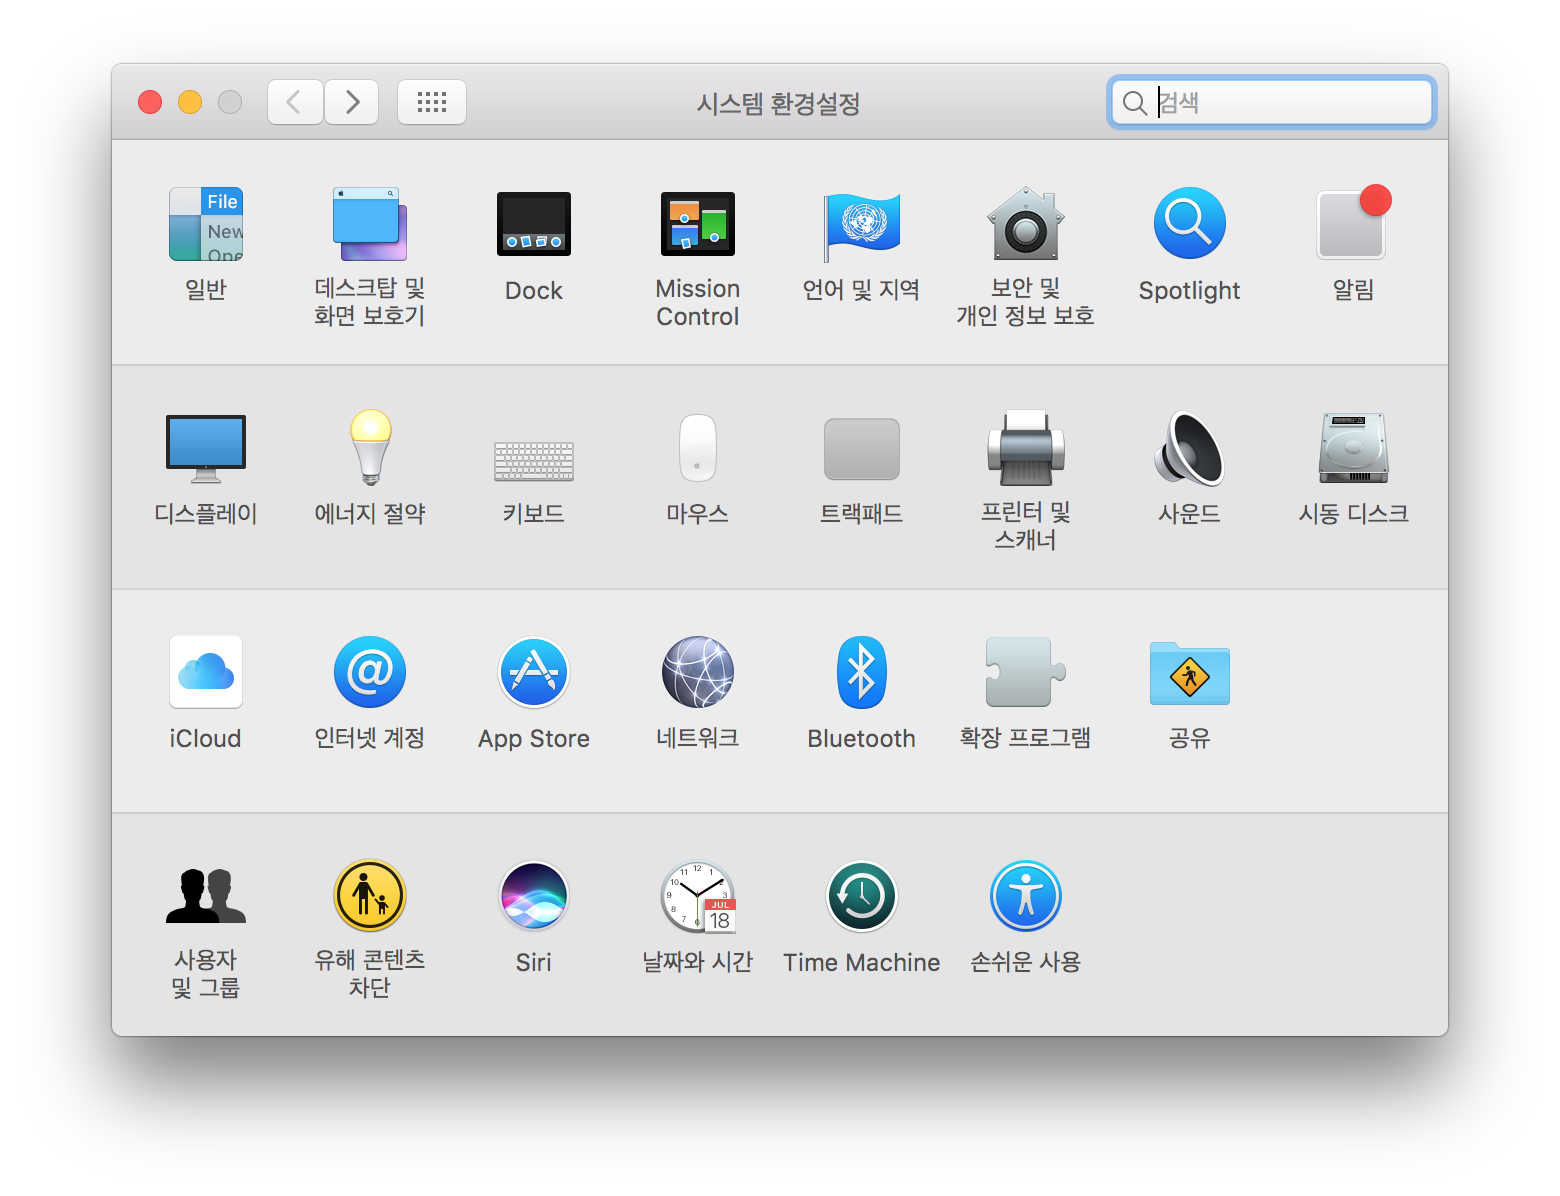 시스템 환경설정
검색
File
New
Ope
일반
데스크탑 및
화면 보호기
Dock
Mission
Control
언어 및 지역
보안 및
개인 정보 보호
Spotlight
알림
디스플레이
에너지 절약
키보드
마우스
트랙패드
프린터 및
스캐너
사운드
시동 디스크
iCloud
인터넷 계정
App Store
네트워크
Bluetooth
확장 프로그램
공유
JUL
18
사용자
및 그룹
유해 콘텐츠
차단
Siri
날짜와 시간
Time Machine
손쉬운 사용